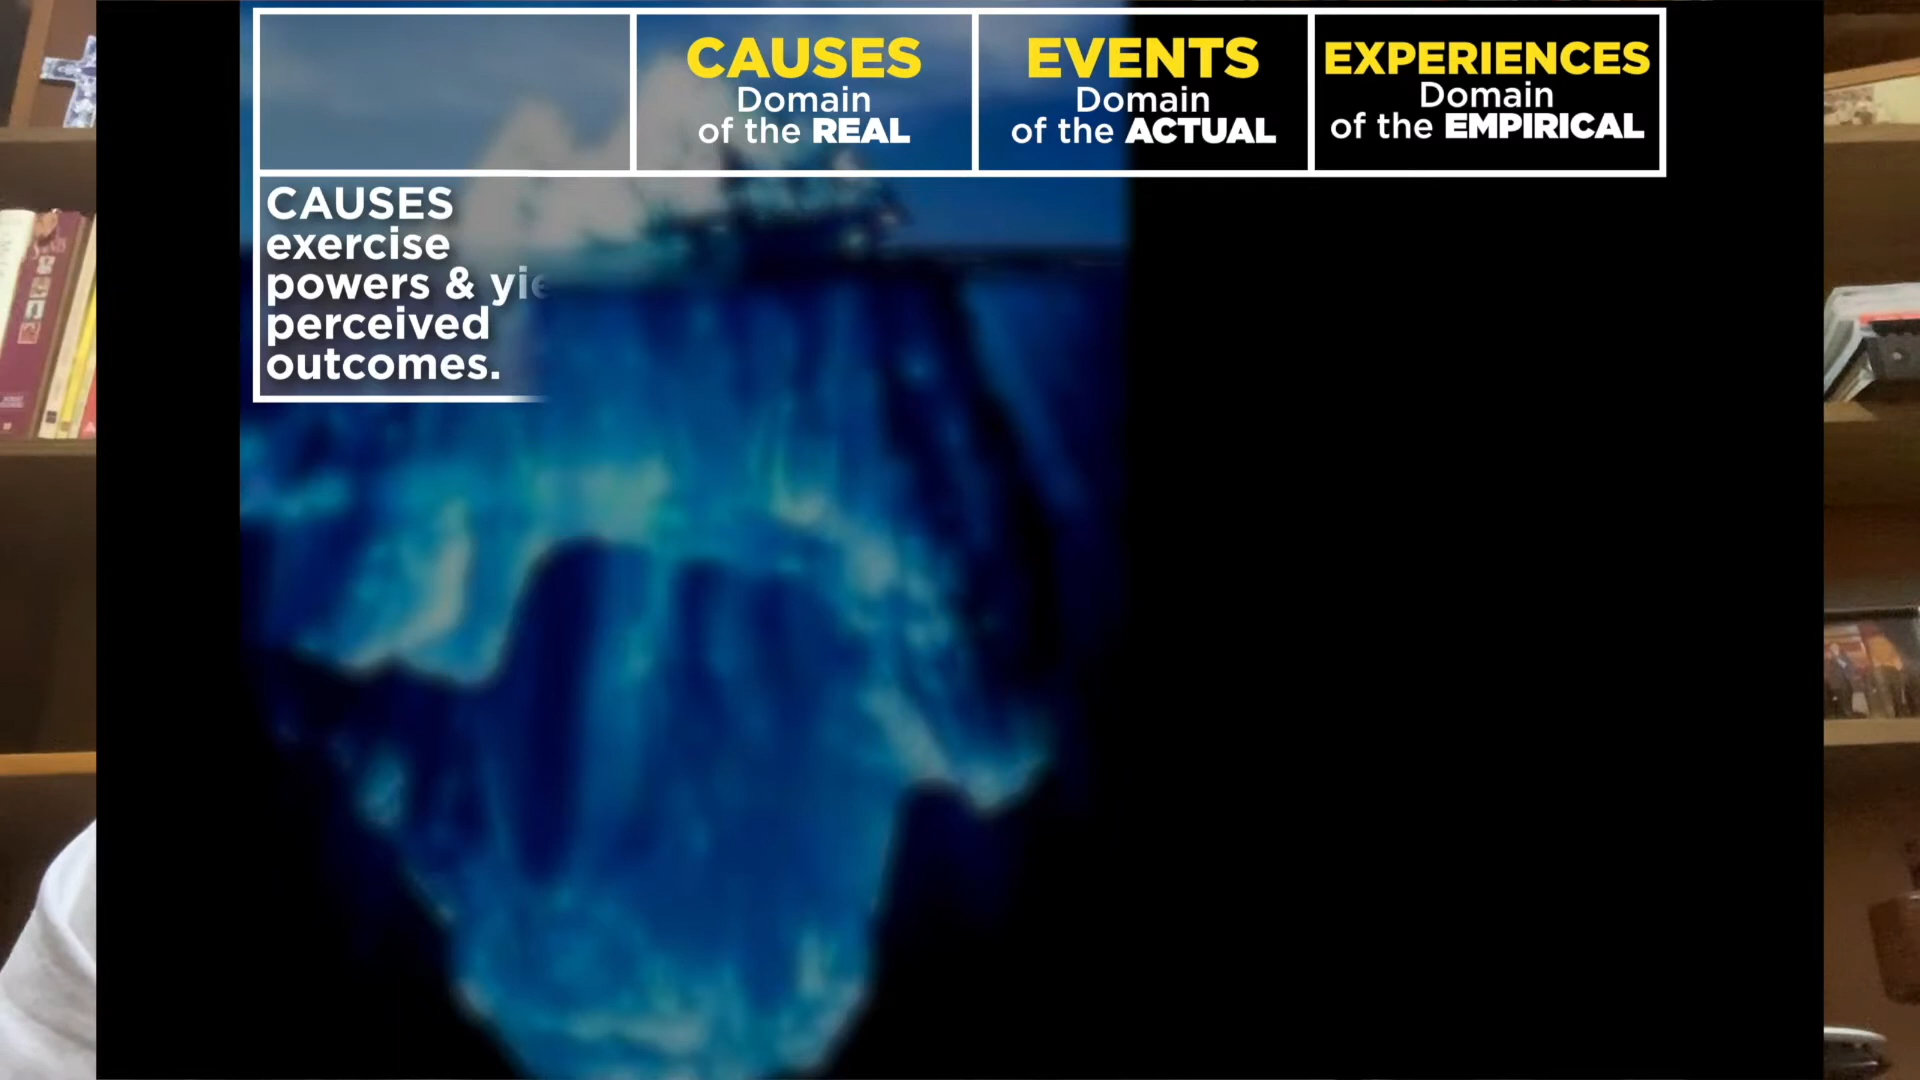 CAUSES
Domain
of the REAL
EVENTS
Domain
of the ACTUAL
EXPERIENCES
Domain
of the EMPIRICAL
CAUSES
exercise
powers & yie
perceived
outcomes.